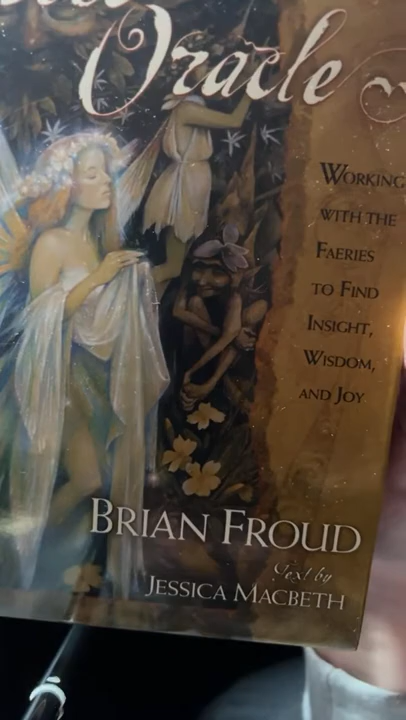 Oracle
WORKING
WITH THE
FAERIES
TO FIND
INSIGHT,
WISDOM,
AND JOY
BRIAN FROUD
Text by
JESSICA MACBETH